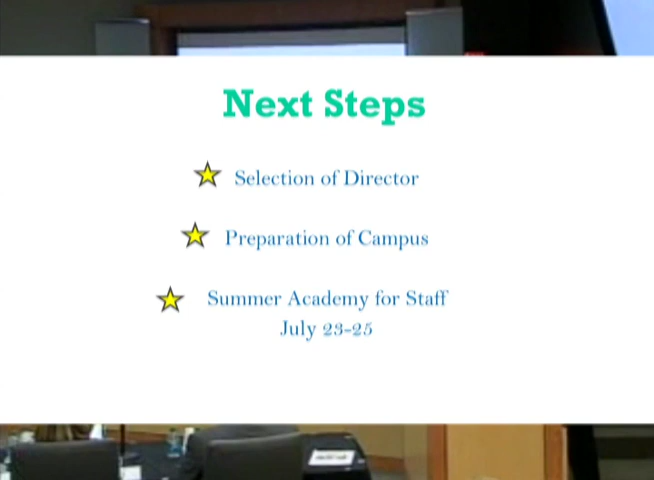 Next Steps
Selection of Director
Preparation of Campus
Summer Academy for Staff
July 23-25